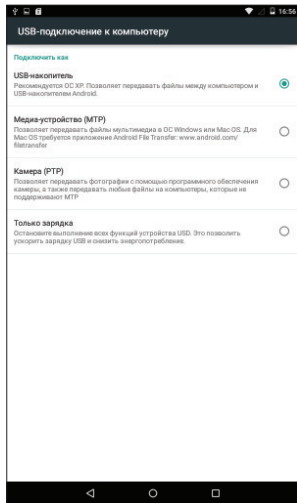 16:56
USB-подключение к компьютеру
Подключить как
USB-накопитель
Рекомендуется ОС XP. Позволяет передавать файлы между компьютером и
USB-накопителем Android.
Медиа-устройство (MTP)
Позволяет передавать файлы мультимедиа в ОС Windows или Mac OS. Для
Mac OS требуется приложение Android File Transfer: www.android.com/
filetransfer
Камера (PTP)
Позволяет передавать фотографии с помощью программного обеспечения
камеры, а также передавать любые файлы на компьютеры, которые не
поддерживают MTP
Только зарядка
Остановите выполнение всех функций устройства USD. Это позволить
ускорить зарядку USB и снизить энергопотребление.